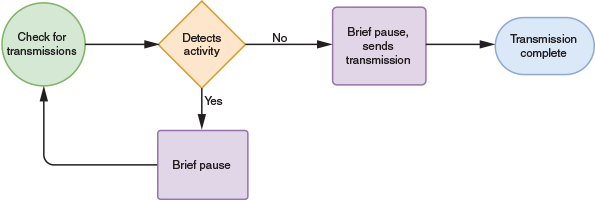 Check for
transmissions
Detects
activity
No
Brief pause,
sends
transmission
Transmission
complete
Yes
Brief pause